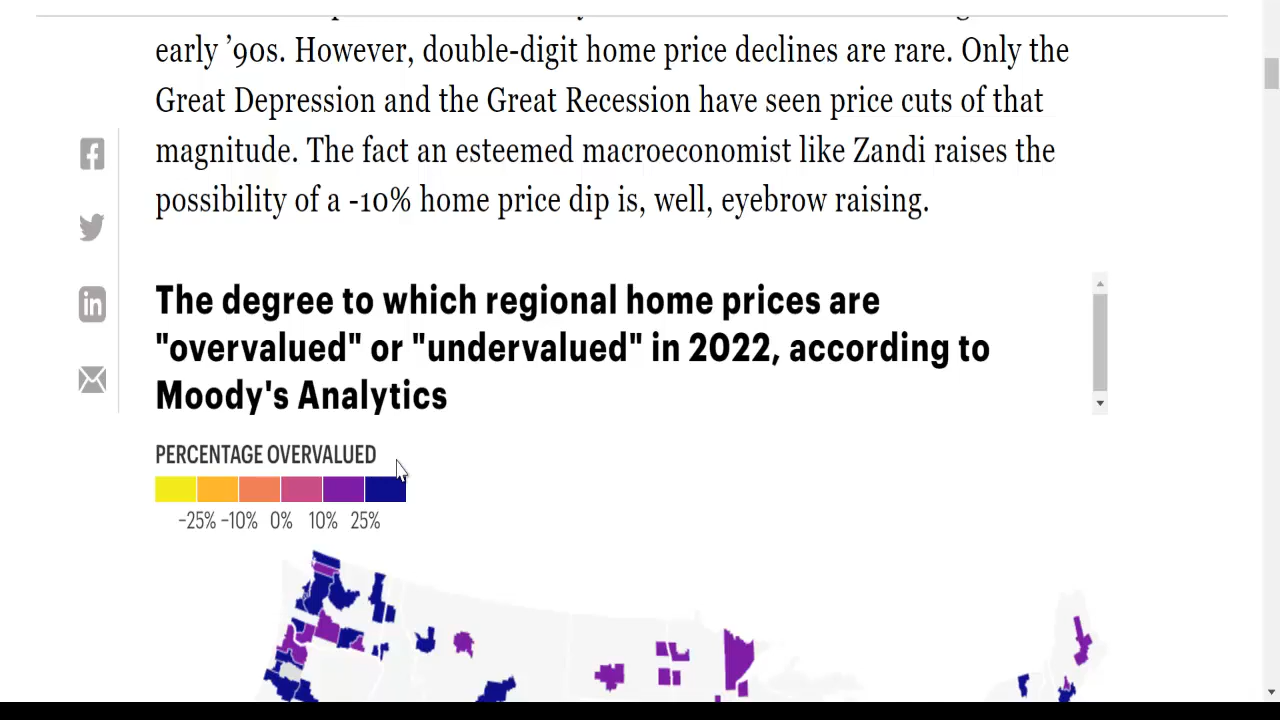 early ’90s. However, double-digit home price declines are rare. Only the
Great Depression and the Great Recession have seen price cuts of that
magnitude. The fact an esteemed macroeconomist like Zandi raises the
possibility of a -10% home price dip is, well, eyebrow raising.
The degree to which regional home prices are
"overvalued" or "undervalued" in 2022, according to
Moody's Analytics
PERCENTAGE OVERVALUED
−25% −10% 0% 10% 25%